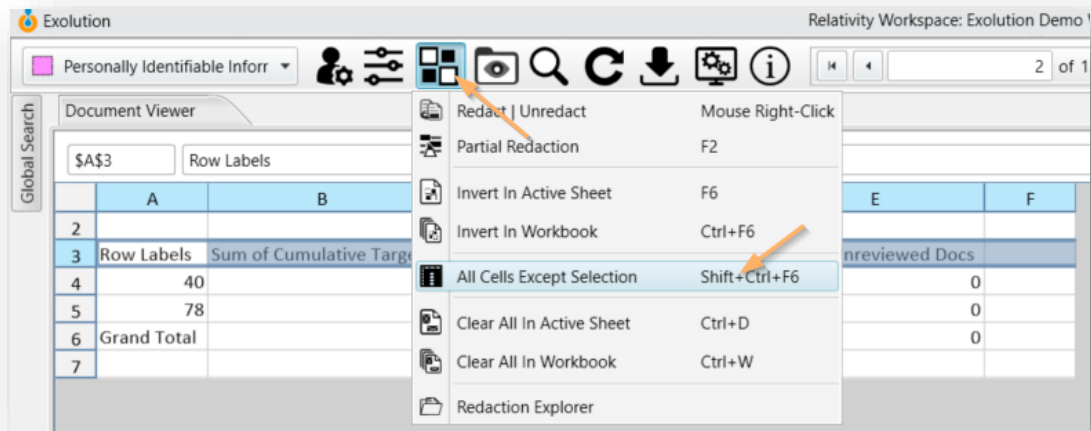 Exolution Relativity Workspace: Exolution Demo
Personally Identifiable Inforr 2 of 1
Global Search
Document Viewer
$A$3 Row Labels
A B E F
2
3 Row Labels Sum of Cumulative Targe nreviewed Docs
4 40 0
5 78 0
6 Grand Total 0
7
Redact | Unredact Mouse Right-Click
Partial Redaction F2
Invert In Active Sheet F6
Invert In Workbook Ctrl+F6
All Cells Except Selection Shift+Ctrl+F6
Clear All In Active Sheet Ctrl+D
Clear All In Workbook Ctrl+W
Redaction Explorer